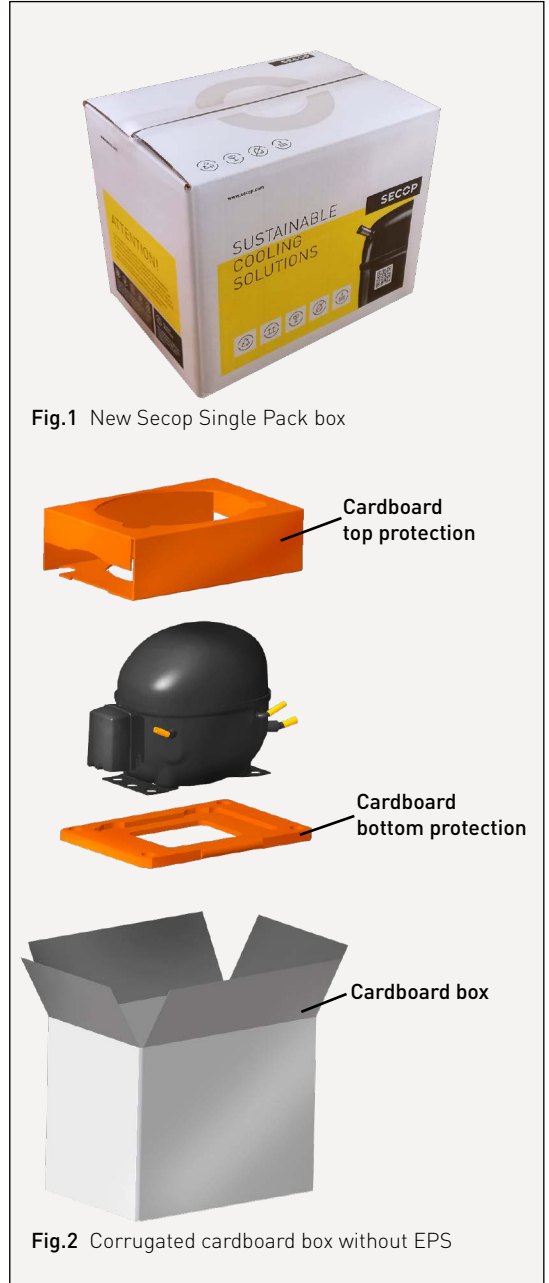 SECOP
www.secop.com
SECOP
SUSTAINABLE
COOLING
SOLUTIONS
ATTENTION!
Fig.1 New Secop Single Pack box
Cardboard
top protection
Cardboard
bottom protection
Cardboard box
Fig.2 Corrugated cardboard box without EPS